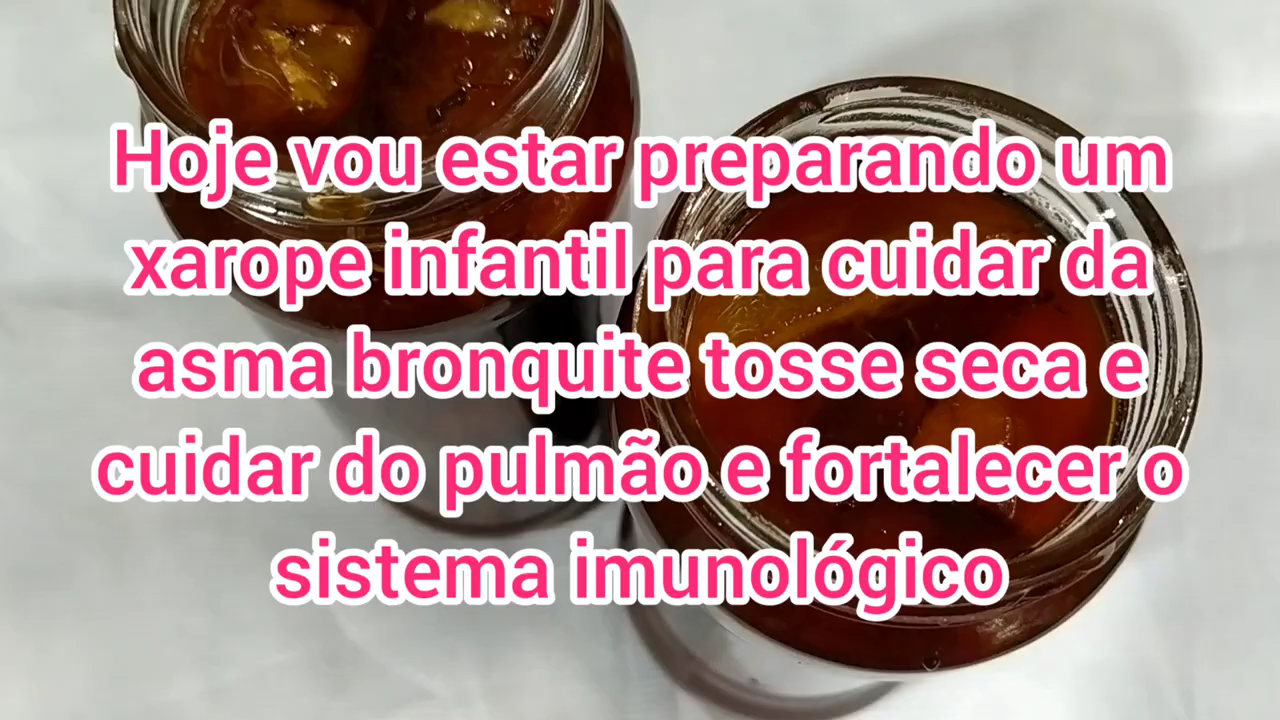 Hoje vou estar preparando um
xarope infantil para cuidar da
asma bronquite tosse seca e
cuidar do pulmão e fortalecer o
sistema imunológico